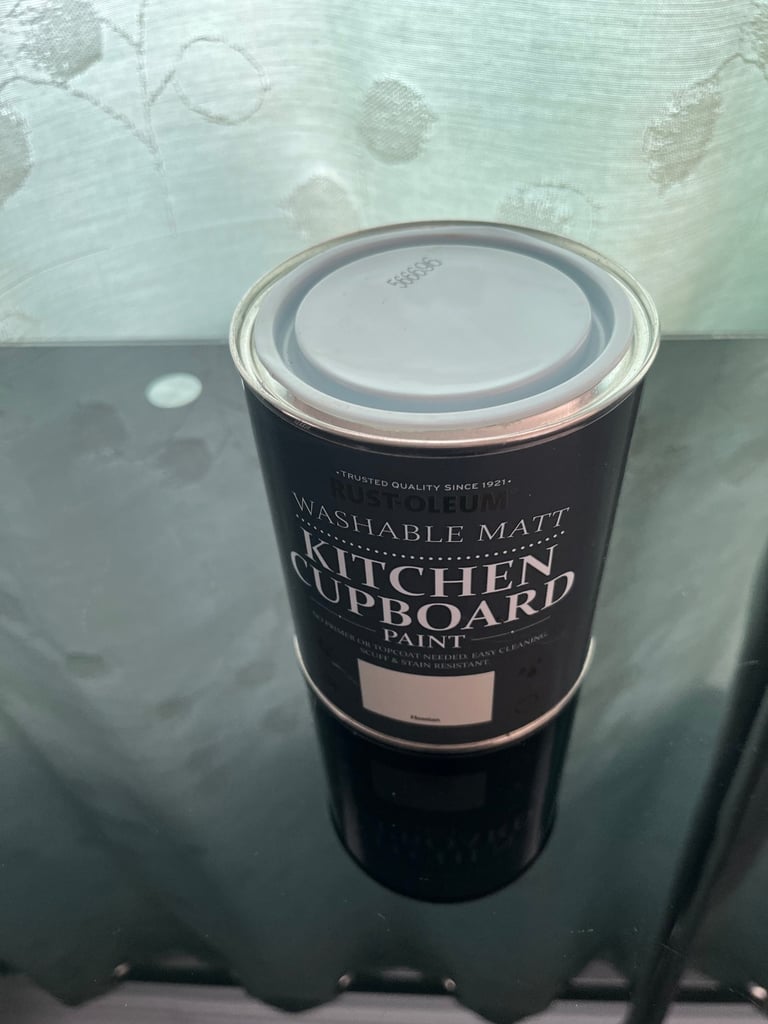 568696
•TRUSTED QUALITY SINCE 1921•
RUST-OLEUM
WASHABLE MATT
KITCHEN
CUPBOARD
PAINT
NO PRIMER OR TOPCOAT NEEDED. EASY CLEANING.
SCUFF & STAIN RESISTANT.